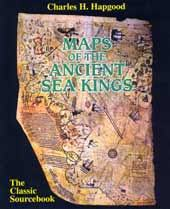 Charles H. Hapgood
MAPS
OF THE
ANCIENT
SEA KINGS
The
Classic
Sourcebook